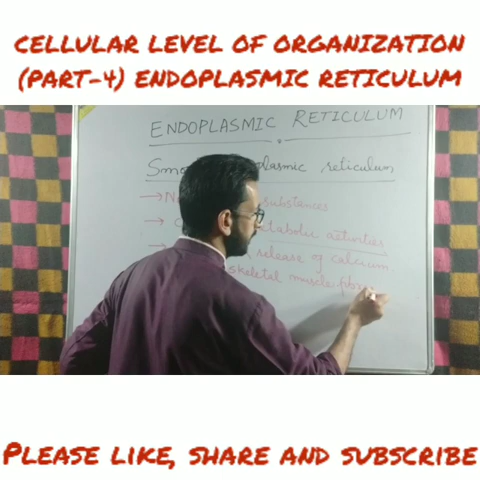 CELLULAR LEVEL OF ORGANIZATION
(PART-4) ENDOPLASMIC RETICULUM
ENDOPLASMIC RETICULUM
reticulum
→ substances
→ activities
→ release of calcium
skeletal muscle
PLEASE LIKE, SHARE AND SUBSCRIBE